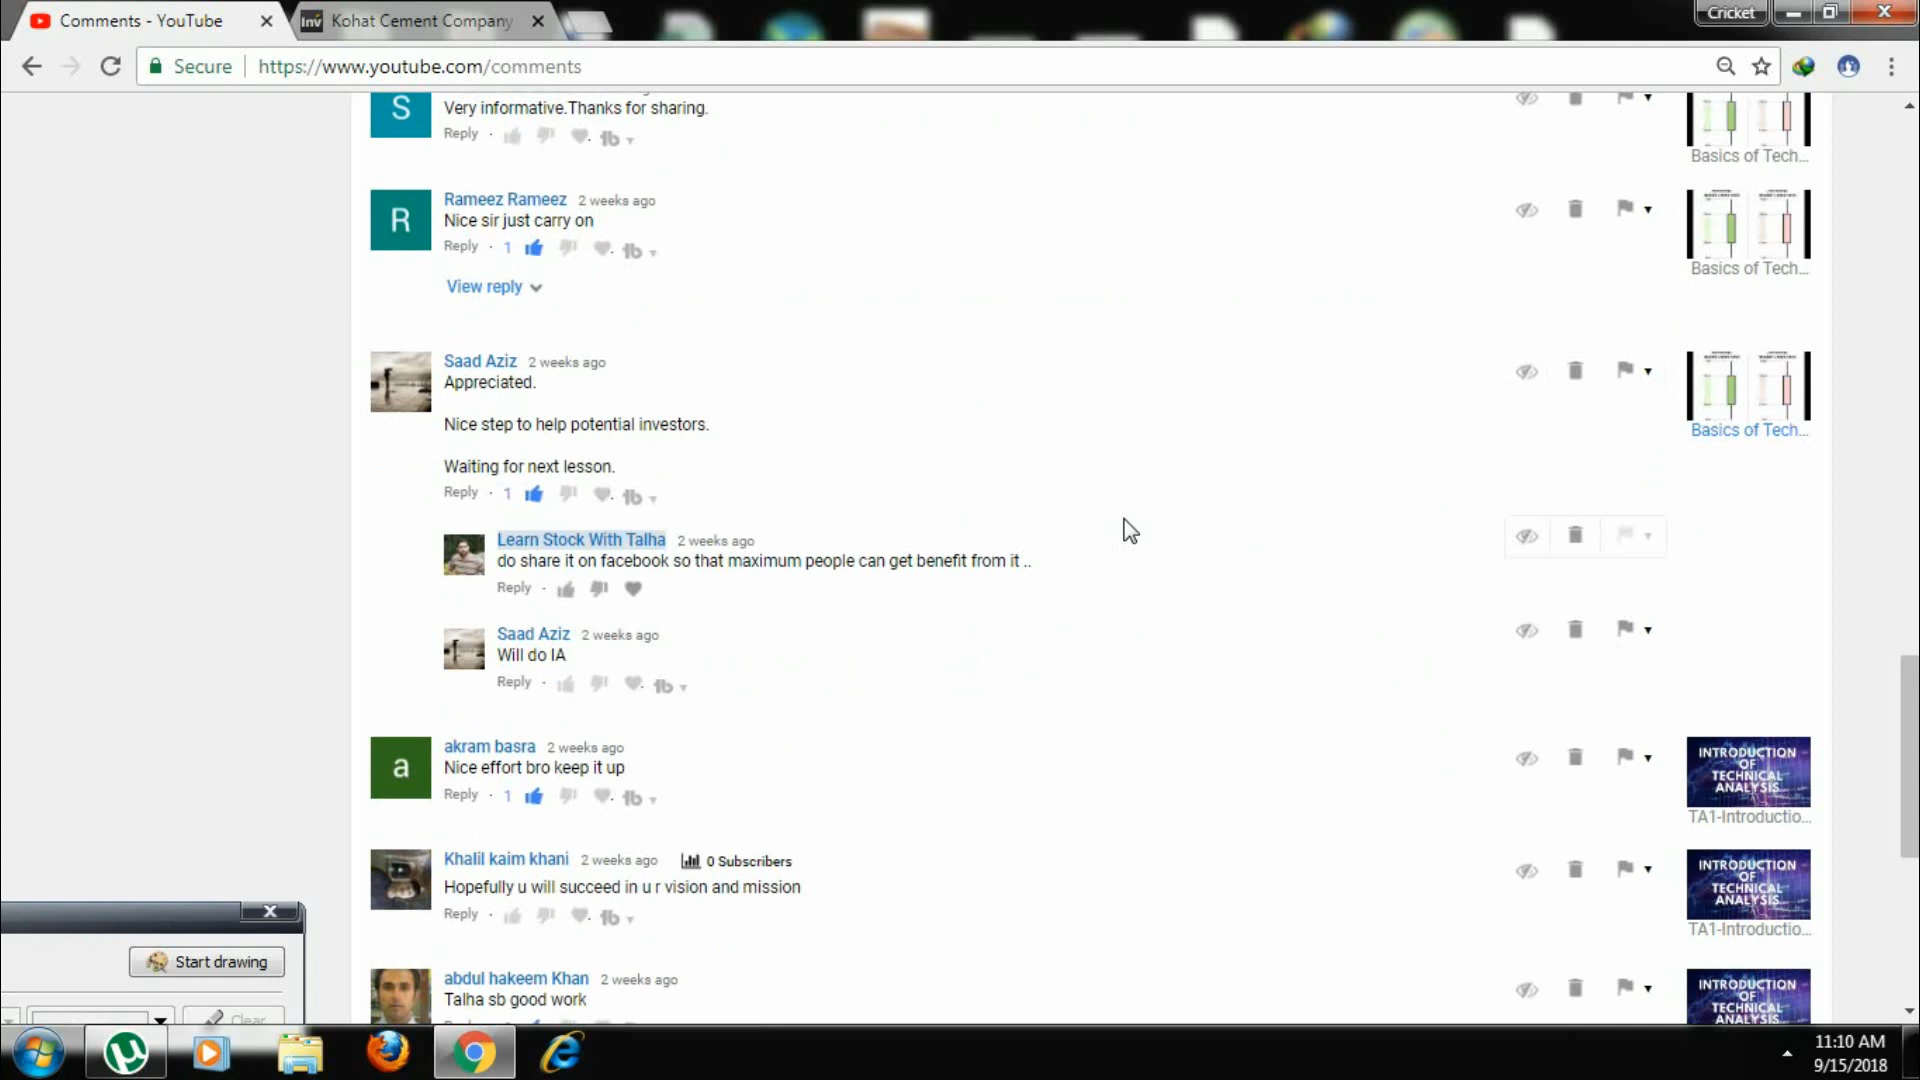 Comments - YouTube
Inv Kohat Cement Company
Cricket
Secure https://www.youtube.com/comments
S
Very informative.Thanks for sharing.
Reply
Basics of Tech...
R
Rameez Rameez 2 weeks ago
Nice sir just carry on
Reply · 1
Basics of Tech...
View reply
Saad Aziz 2 weeks ago
Appreciated.
Nice step to help potential investors.
Basics of Tech...
Waiting for next lesson.
Reply · 1
Learn Stock With Talha 2 weeks ago
do share it on facebook so that maximum people can get benefit from it ..
Reply ·
Saad Aziz 2 weeks ago
Will do IA
Reply ·
a
akram basra 2 weeks ago
Nice effort bro keep it up
Reply · 1
INTRODUCTION
OF
TECHNICAL
ANALYSIS
TA1-Introductio...
Khalil kaim khani 2 weeks ago 0 Subscribers
Hopefully u will succeed in u r vision and mission
Reply ·
INTRODUCTION
OF
TECHNICAL
ANALYSIS
TA1-Introductio...
Start drawing
Clear
abdul hakeem Khan 2 weeks ago
Talha sb good work
INTRODUCTION
OF
TECHNICAL
ANALYSIS
11:10 AM
9/15/2018